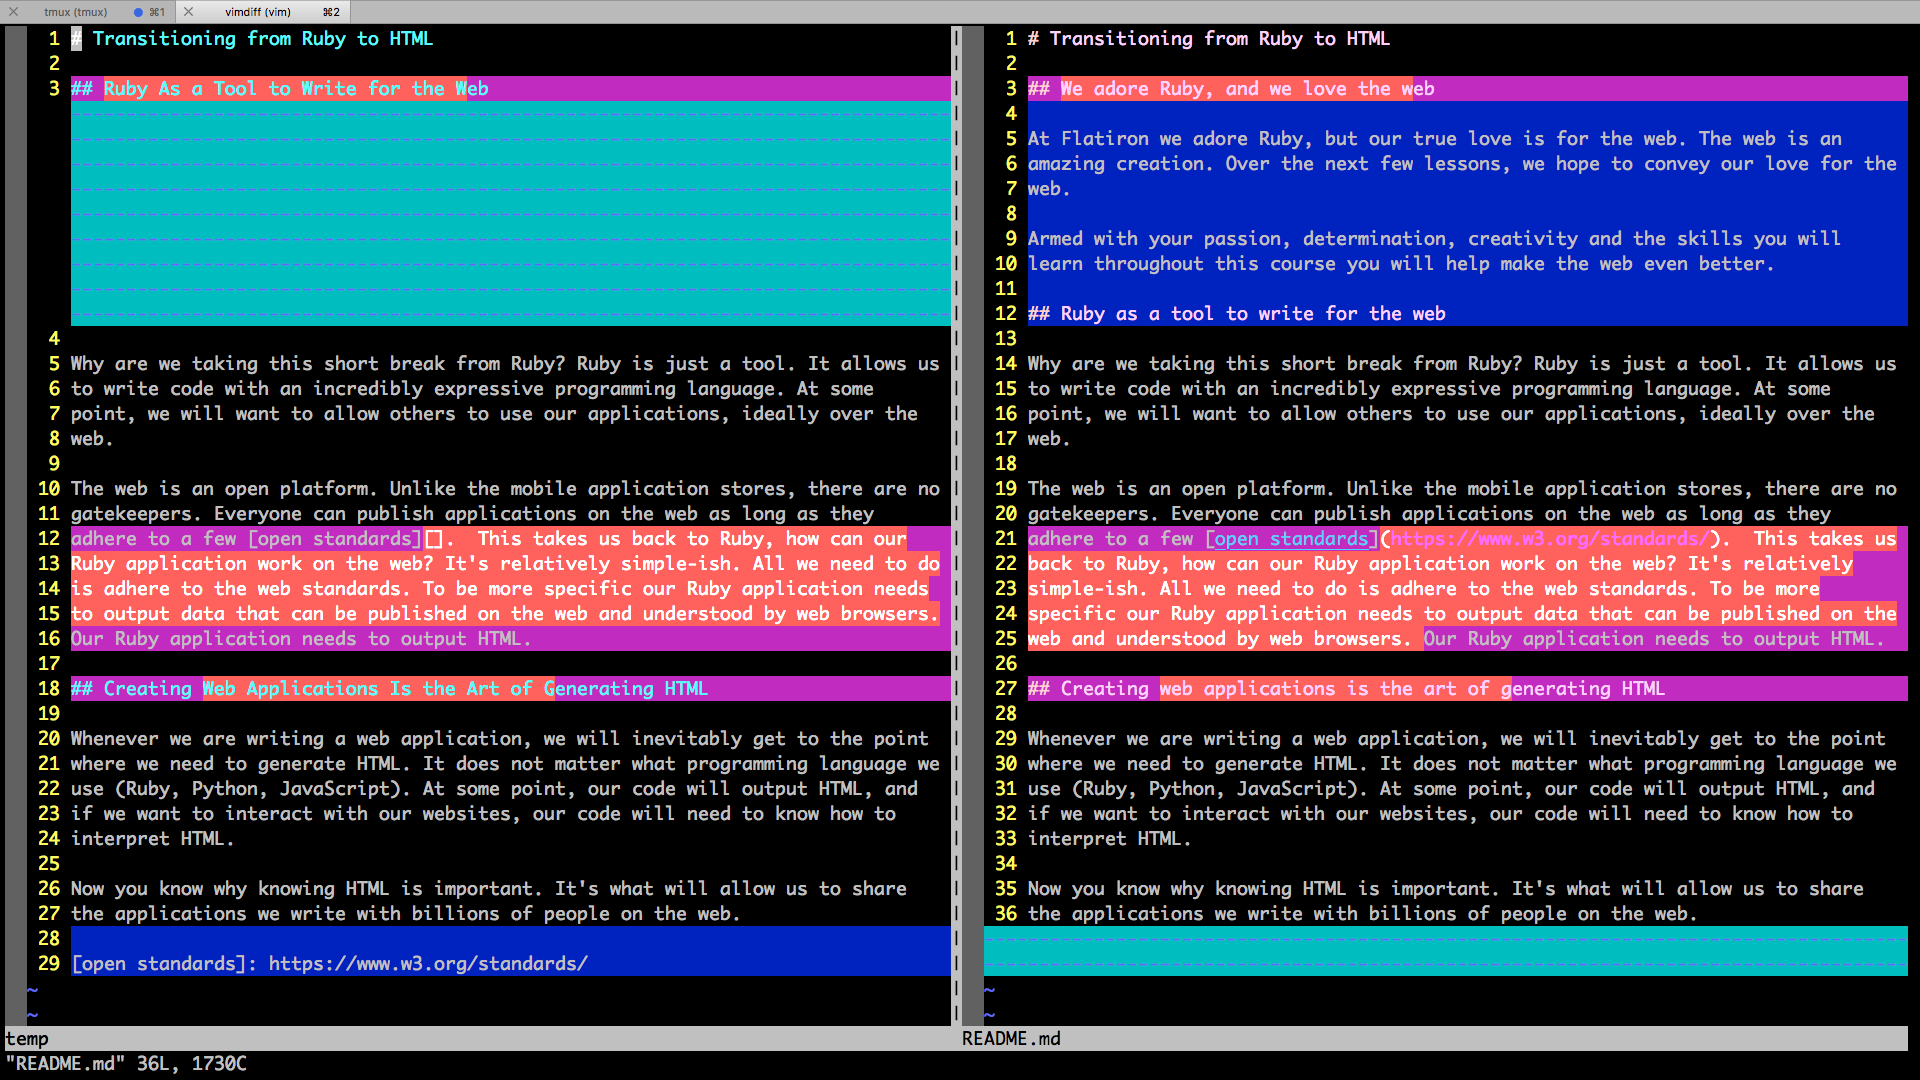 tmux (tmux) ⌘1 vimdiff (vim) ⌘2
1 # Transitioning from Ruby to HTML
2
3 ## Ruby As a Tool to Write for the Web
4
5 Why are we taking this short break from Ruby? Ruby is just a tool. It allows us
6 to write code with an incredibly expressive programming language. At some
7 point, we will want to allow others to use our applications, ideally over the
8 web.
9
10 The web is an open platform. Unlike the mobile application stores, there are no
11 gatekeepers. Everyone can publish applications on the web as long as they
12 adhere to a few [open standards][].  This takes us back to Ruby, how can our
13 Ruby application work on the web? It's relatively simple-ish. All we need to do
14 is adhere to the web standards. To be more specific our Ruby application needs
15 to output data that can be published on the web and understood by web browsers.
16 Our Ruby application needs to output HTML.
17
18 ## Creating Web Applications Is the Art of Generating HTML
19
20 Whenever we are writing a web application, we will inevitably get to the point
21 where we need to generate HTML. It does not matter what programming language we
22 use (Ruby, Python, JavaScript). At some point, our code will output HTML, and
23 if we want to interact with our websites, our code will need to know how to
24 interpret HTML.
25
26 Now you know why knowing HTML is important. It's what will allow us to share
27 the applications we write with billions of people on the web.
28
29 [open standards]: https://www.w3.org/standards/
~
~
temp
1 # Transitioning from Ruby to HTML
2
3 ## We adore Ruby, and we love the web
4
5 At Flatiron we adore Ruby, but our true love is for the web. The web is an
6 amazing creation. Over the next few lessons, we hope to convey our love for the
7 web.
8
9 Armed with your passion, determination, creativity and the skills you will
10 learn throughout this course you will help make the web even better.
11
12 ## Ruby as a tool to write for the web
13
14 Why are we taking this short break from Ruby? Ruby is just a tool. It allows us
15 to write code with an incredibly expressive programming language. At some
16 point, we will want to allow others to use our applications, ideally over the
17 web.
18
19 The web is an open platform. Unlike the mobile application stores, there are no
20 gatekeepers. Everyone can publish applications on the web as long as they
21 adhere to a few [open standards](https://www.w3.org/standards/).  This takes us
22 back to Ruby, how can our Ruby application work on the web? It's relatively
23 simple-ish. All we need to do is adhere to the web standards. To be more
24 specific our Ruby application needs to output data that can be published on the
25 web and understood by web browsers. Our Ruby application needs to output HTML.
26
27 ## Creating web applications is the art of generating HTML
28
29 Whenever we are writing a web application, we will inevitably get to the point
30 where we need to generate HTML. It does not matter what programming language we
31 use (Ruby, Python, JavaScript). At some point, our code will output HTML, and
32 if we want to interact with our websites, our code will need to know how to
33 interpret HTML.
34
35 Now you know why knowing HTML is important. It's what will allow us to share
36 the applications we write with billions of people on the web.
~
~
README.md
"README.md" 36L, 1730C